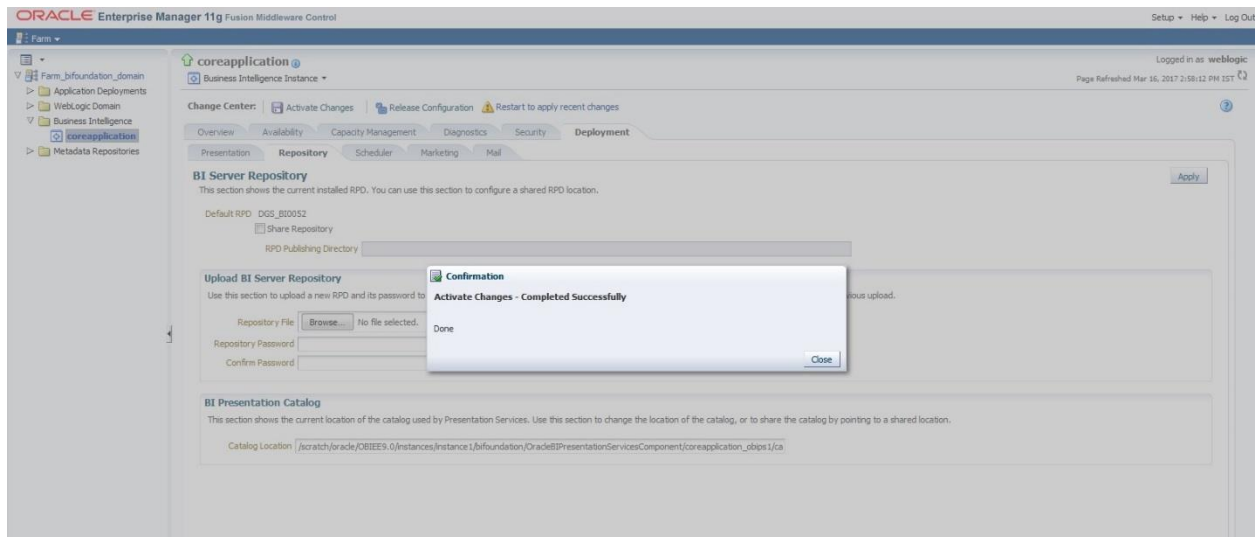 ORACLE Enterprise Manager 11g Fusion Middleware Control
Setup Help Log Out
Farm
Farm_bifoundation_domain
Application Deployments
WebLogic Domain
Business Intelligence
coreapplication
Metadata Repositories
coreapplication
Logged in as weblogic
Business Intelligence Instance
Page Refreshed Mar 16, 2017 2:58:12 PM IST
Change Center: Activate Changes Release Configuration Restart to apply recent changes
Overview Availability Capacity Management Diagnostics Security Deployment
Presentation Repository Scheduler Marketing Mail
BI Server Repository
Apply
This section shows the current installed RPD. You can use this section to configure a shared RPD location.
Default RPD DGS_BI0052
Share Repository
RPD Publishing Directory
Upload BI Server Repository
Use this section to upload a new RPD and its password to
ious upload.
Repository File Browse... No file selected.
Repository Password
Confirm Password
Confirmation
Activate Changes - Completed Successfully
Done
Close
BI Presentation Catalog
This section shows the current location of the catalog used by Presentation Services. Use this section to change the location of the catalog, or to share the catalog by pointing to a shared location.
Catalog Location /scratch/oracle/OBIEE9.0/instances/instance1/bifoundation/OracleBIPresentationServicesComponent/coreapplication_obips1/ca